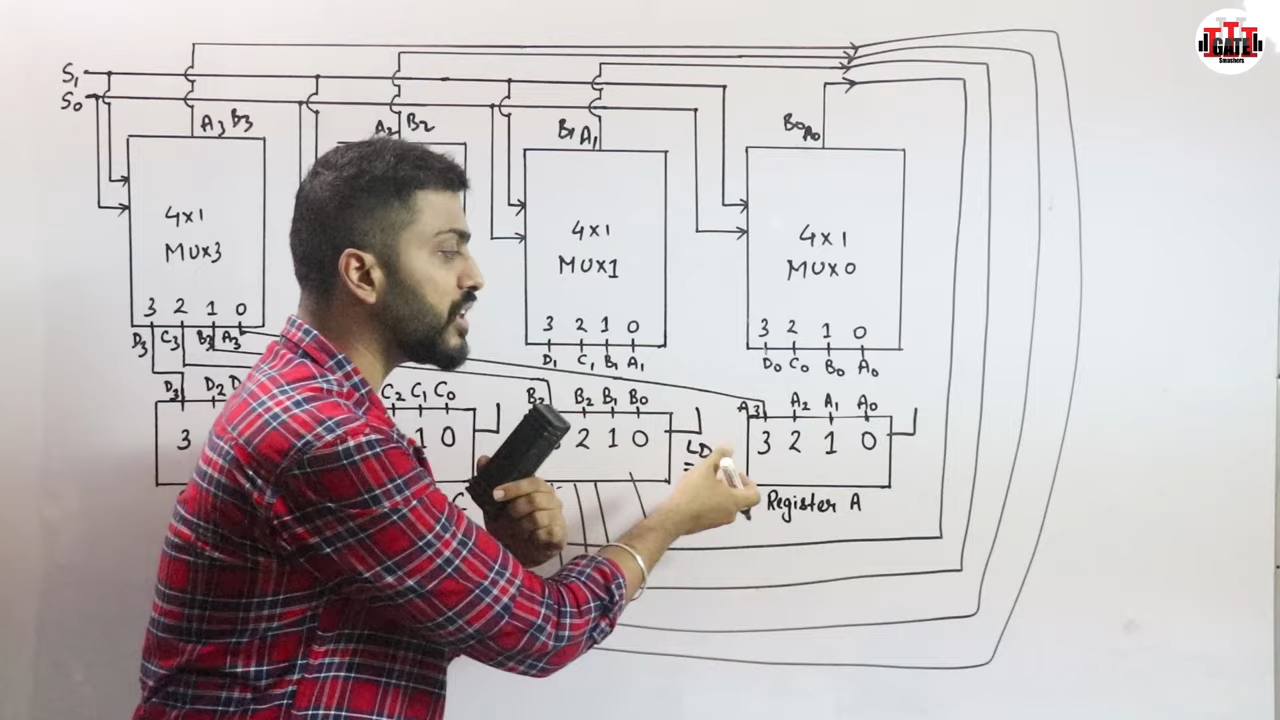 GATE
Smashers
S₁
S₀
A₃ B₃
A₂ B₂
B₁ A₁
B₀ A₀
4x1
MUX3
4x1
MUX1
4x1
MUX0
3 2 1 0
3 2 1 0
3 2 1 0
D₃ C₃ B₃ A₃
D₁ C₁ B₁ A₁
D₀ C₀ B₀ A₀
D₃ D₂ D
C₂ C₁ C₀
B₂ B₁ B₀
A₃ A₂ A₁ A₀
3
1 0
2 1 0
3 2 1 0
LD
=
C
Register A